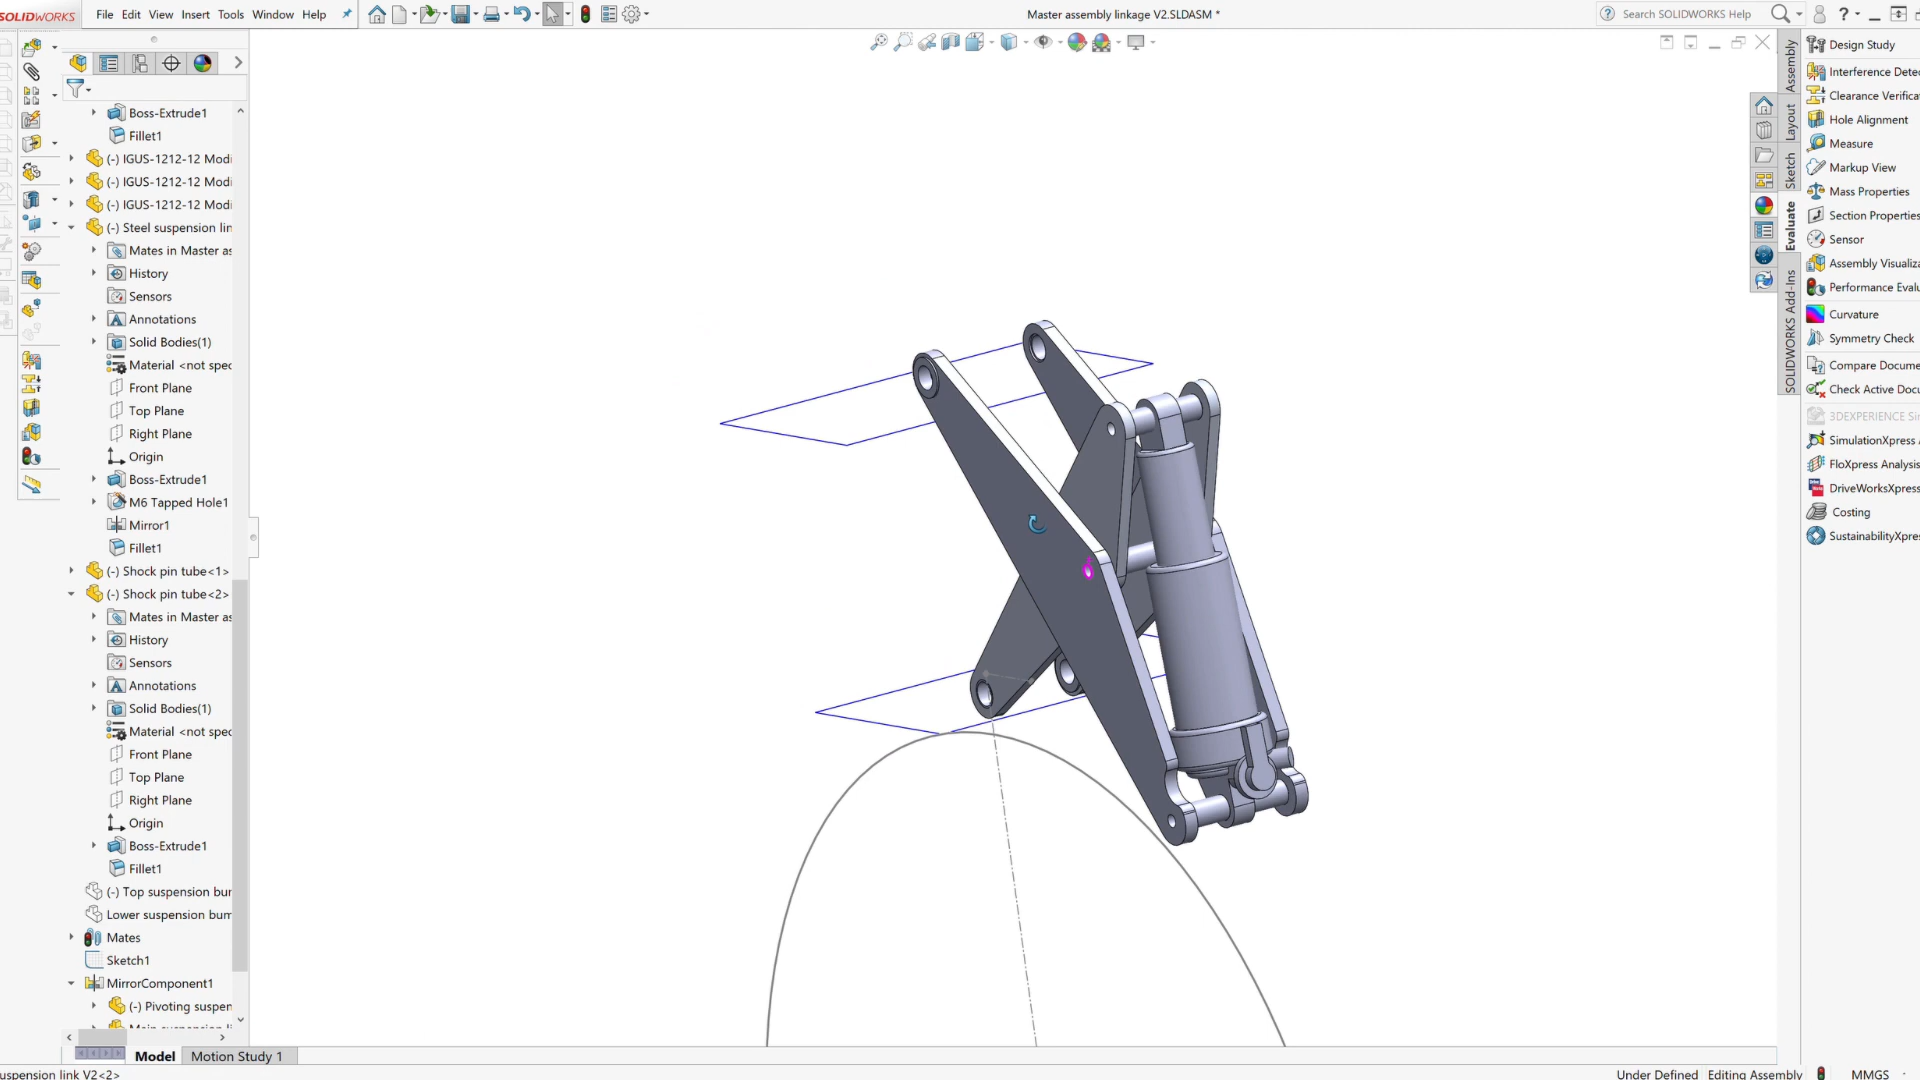 SOLIDWORKS File Edit View Insert Tools Window Help
Master assembly linkage V2.SLDASM *
Search SOLIDWORKS Help
Boss-Extrude1
Fillet1
(-) IGUS-1212-12 Modi
(-) IGUS-1212-12 Modi
(-) IGUS-1212-12 Modi
(-) Steel suspension lin
Mates in Master as
History
Sensors
Annotations
Solid Bodies(1)
Material <not spec
Front Plane
Top Plane
Right Plane
Origin
Boss-Extrude1
M6 Tapped Hole1
Mirror1
Fillet1
(-) Shock pin tube<1>
(-) Shock pin tube<2>
Mates in Master as
History
Sensors
Annotations
Solid Bodies(1)
Material <not spec
Front Plane
Top Plane
Right Plane
Origin
Boss-Extrude1
Fillet1
(-) Top suspension bur
Lower suspension bum
Mates
Sketch1
MirrorComponent1
(-) Pivoting suspen
Model
Motion Study 1
uspension link V2<2>
Assembly
Layout
Sketch
Evaluate
SOLIDWORKS Add-Ins
Design Study
Interference Detec
Clearance Verifica
Hole Alignment
Measure
Markup View
Mass Properties
Section Properties
Sensor
Assembly Visualiza
Performance Evalu
Curvature
Symmetry Check
Compare Docume
Check Active Docu
3DEXPERIENCE Sim
SimulationXpress A
FloXpress Analysis
DriveWorksXpress
Costing
SustainabilityXpres
Under Defined
Editing Assembly
MMGS